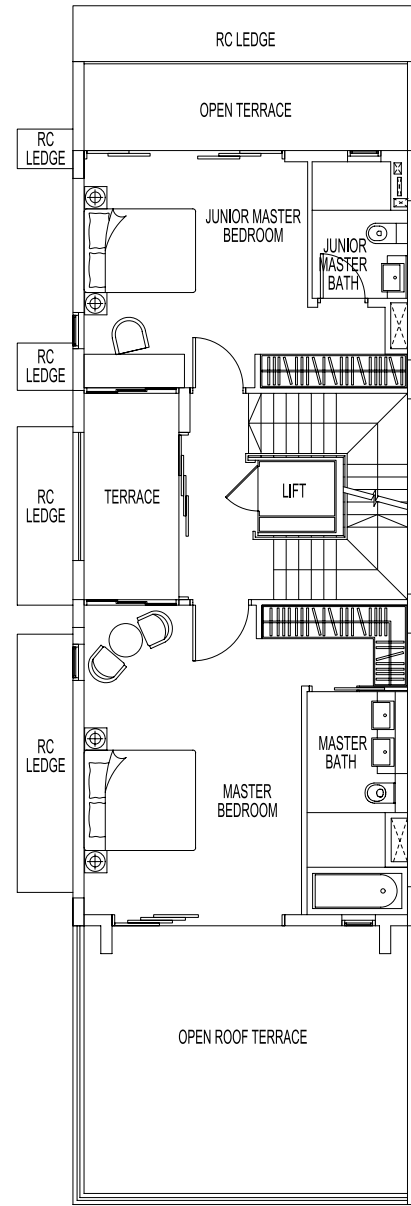 RC LEDGE
OPEN TERRACE
RC
LEDGE
JUNIOR MASTER
BEDROOM
JUNIOR
MASTER
BATH
RC
LEDGE
RC
LEDGE
TERRACE
LIFT
RC
LEDGE
MASTER
BATH
MASTER
BEDROOM
OPEN ROOF TERRACE